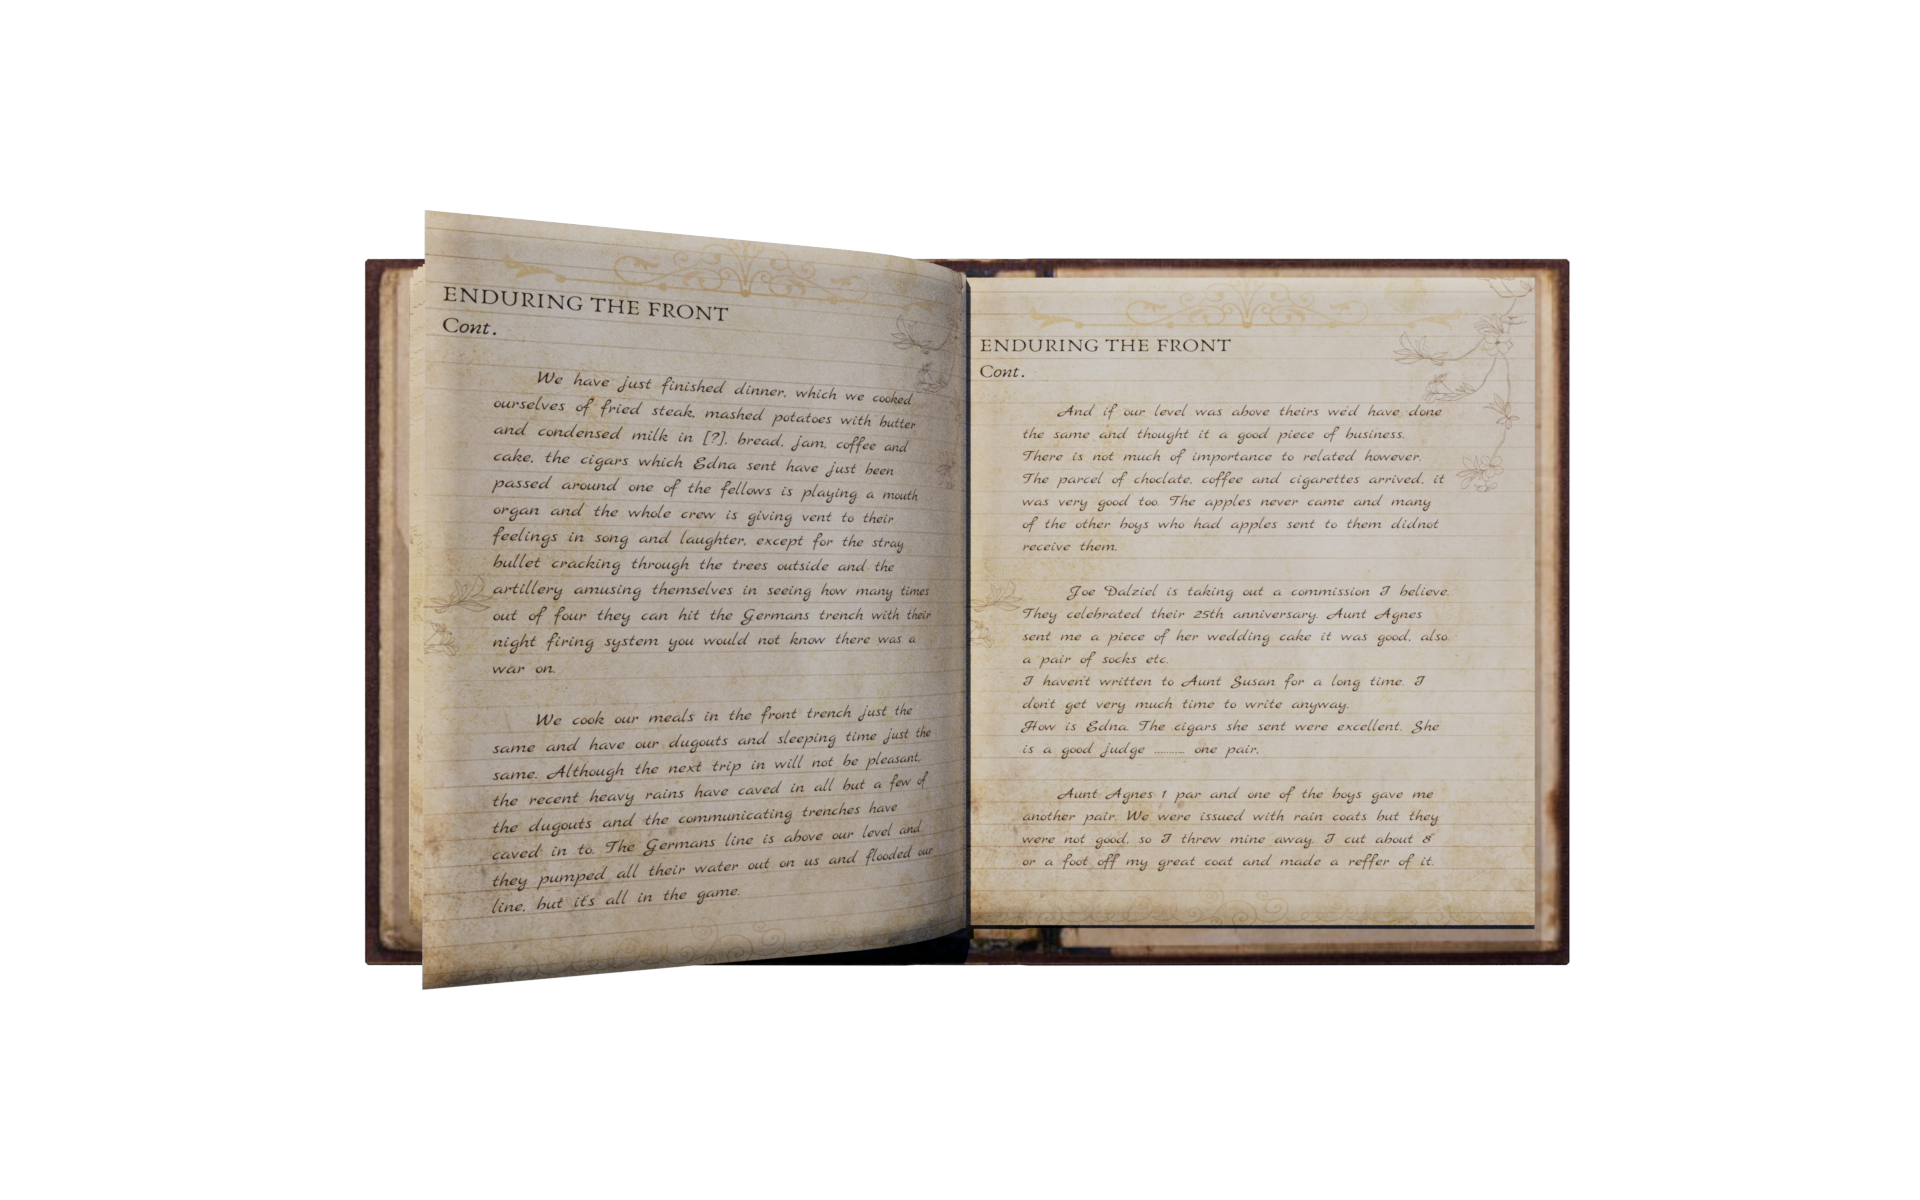 ENDURING THE FRONT
Cont.
We have just finished dinner, which we cooked
ourselves of fried steak, mashed potatoes with butter
and condensed milk in [?], bread, jam, coffee and
cake, the cigars which Edna sent have just been
passed around one of the fellows is playing a mouth
organ and the whole crew is giving vent to their
feelings in song and laughter, except for the stray
bullet cracking through the trees outside and the
artillery amusing themselves in seeing how many times
out of four they can hit the Germans trench with their
night firing system you would not know there was a
war on.
We cook our meals in the front trench just the
same and have our dugouts and sleeping time just the
same. Although the next trip in will not be pleasant,
the recent heavy rains have caved in all but a few of
the dugouts and the communicating trenches have
caved in to. The Germans line is above our level and
they pumped all their water out on us and flooded our
line, but it's all in the game.
ENDURING THE FRONT
Cont.
And if our level was above theirs we'd have done
the same and thought it a good piece of business.
There is not much of importance to related however.
The parcel of choclate, coffee and cigarettes arrived, it
was very good too. The apples never came and many
of the other boys who had apples sent to them didnot
receive them.
Joe Dalziel is taking out a commission I believe.
They celebrated their 25th anniversary. Aunt Agnes
sent me a piece of her wedding cake it was good, also
a pair of socks etc.
I haven't written to Aunt Susan for a long time. I
don't get very much time to write anyway.
How is Edna. The cigars she sent were excellent. She
is a good judge .......... one pair,
Aunt Agnes 1 par and one of the boys gave me
another pair. We were issued with rain coats but they
were not good, so I threw mine away. I cut about 8"
or a foot off my great coat and made a reffer of it.